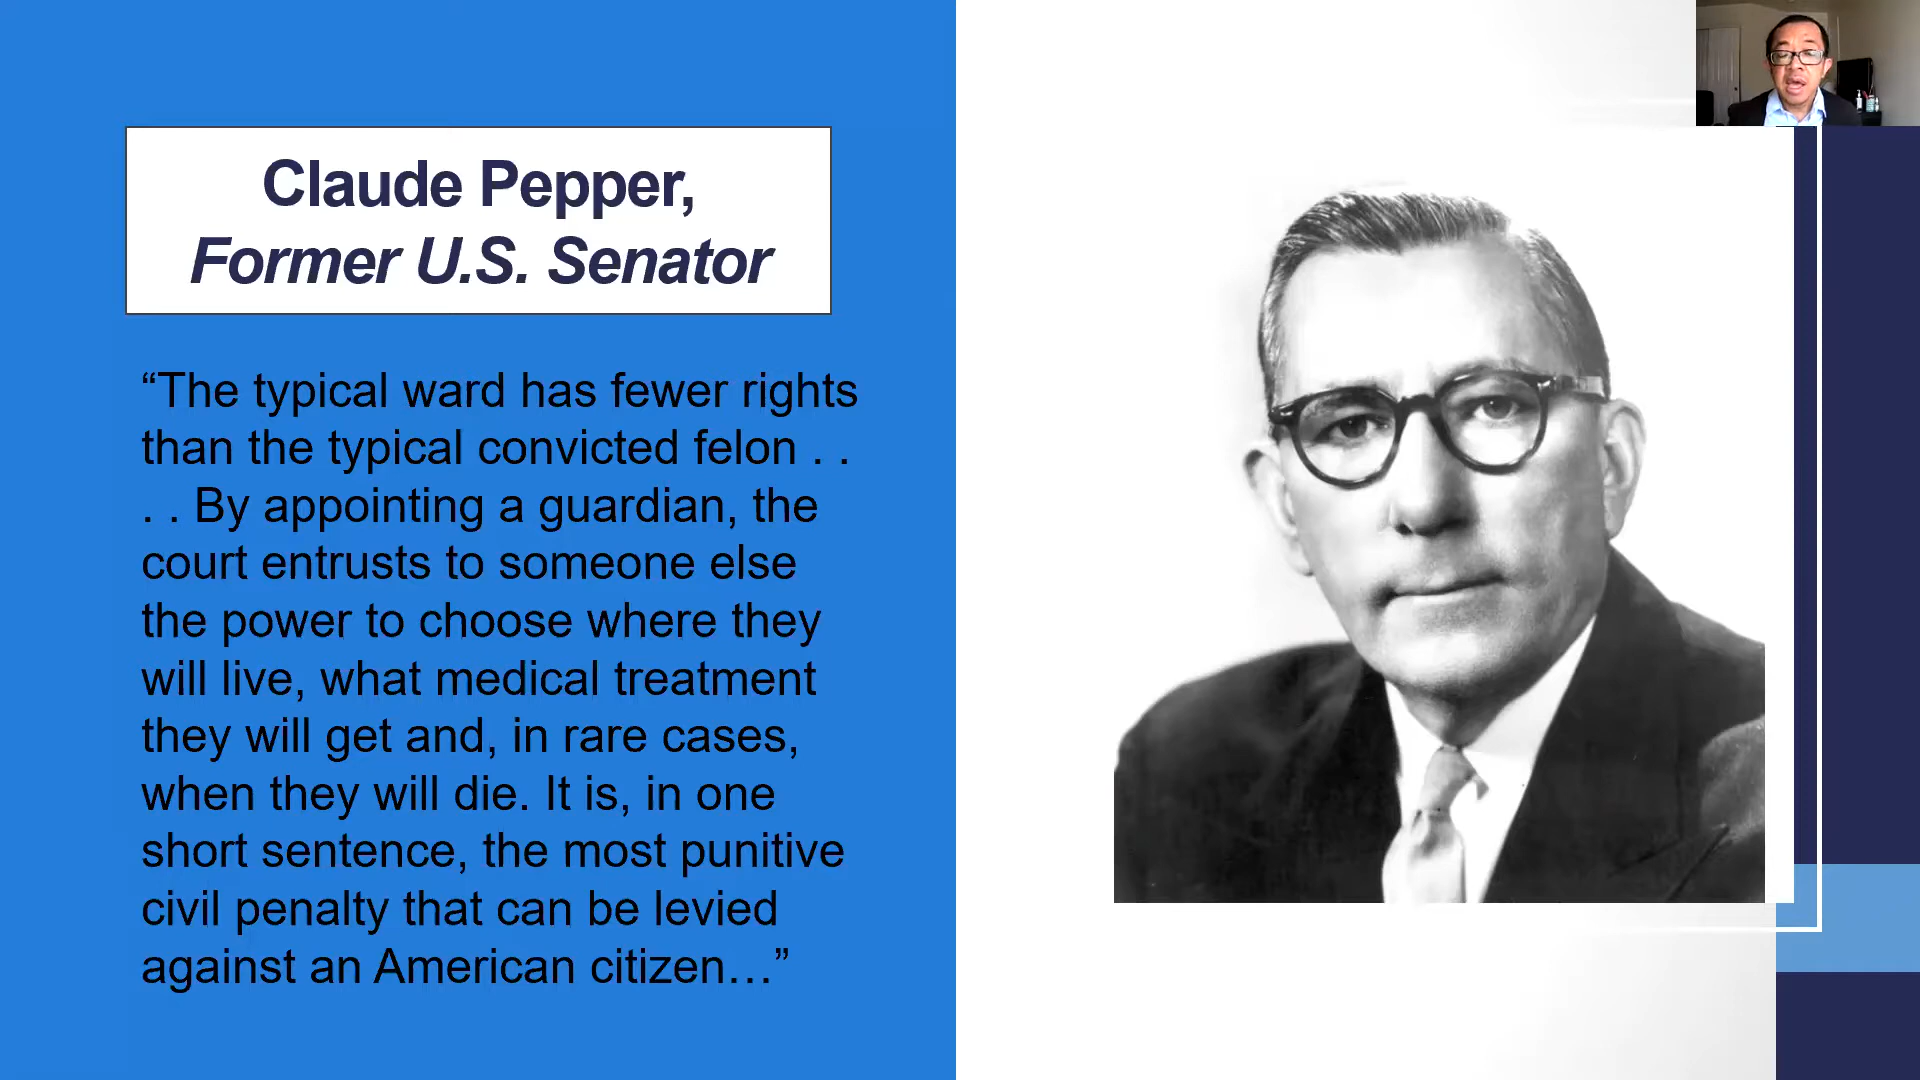 Claude Pepper,
Former U.S. Senator
“The typical ward has fewer rights
than the typical convicted felon . .
. . By appointing a guardian, the
court entrusts to someone else
the power to choose where they
will live, what medical treatment
they will get and, in rare cases,
when they will die. It is, in one
short sentence, the most punitive
civil penalty that can be levied
against an American citizen…”